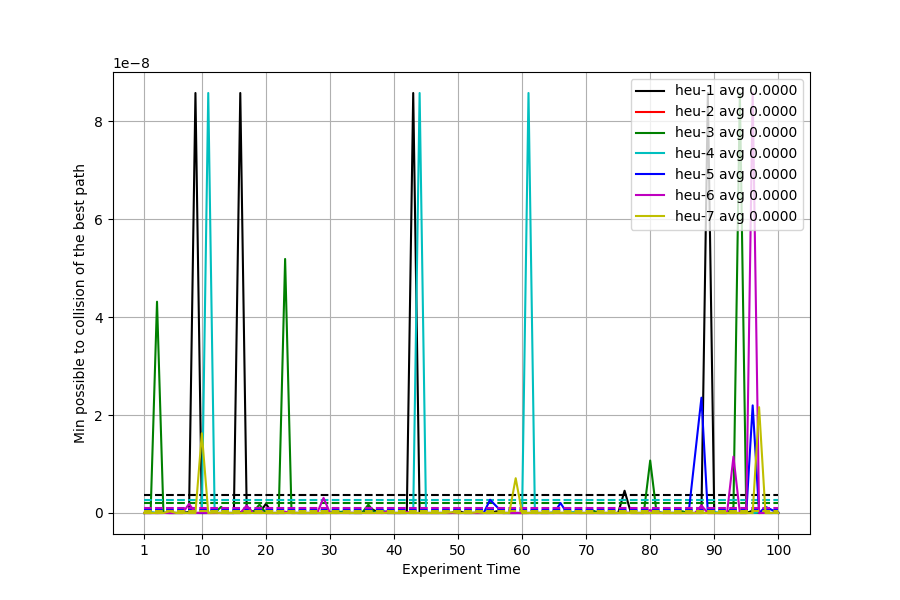 1e−8
8
6
4
2
0
Min possible to collision of the best path
heu-1 avg 0.0000
heu-2 avg 0.0000
heu-3 avg 0.0000
heu-4 avg 0.0000
heu-5 avg 0.0000
heu-6 avg 0.0000
heu-7 avg 0.0000
1 10 20 30 40 50 60 70 80 90 100
Experiment Time